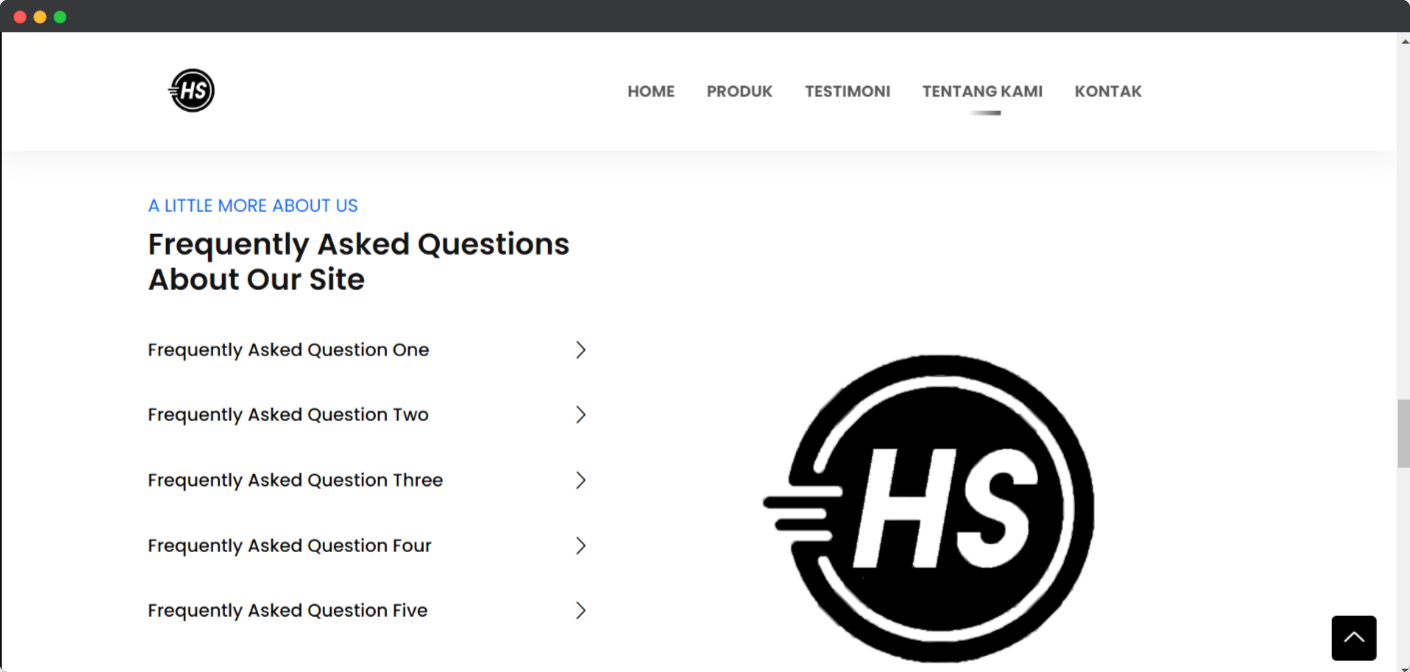 HS
HOME PRODUK TESTIMONI TENTANG KAMI KONTAK
A LITTLE MORE ABOUT US
Frequently Asked Questions
About Our Site
Frequently Asked Question One
Frequently Asked Question Two
Frequently Asked Question Three
Frequently Asked Question Four
Frequently Asked Question Five
HS